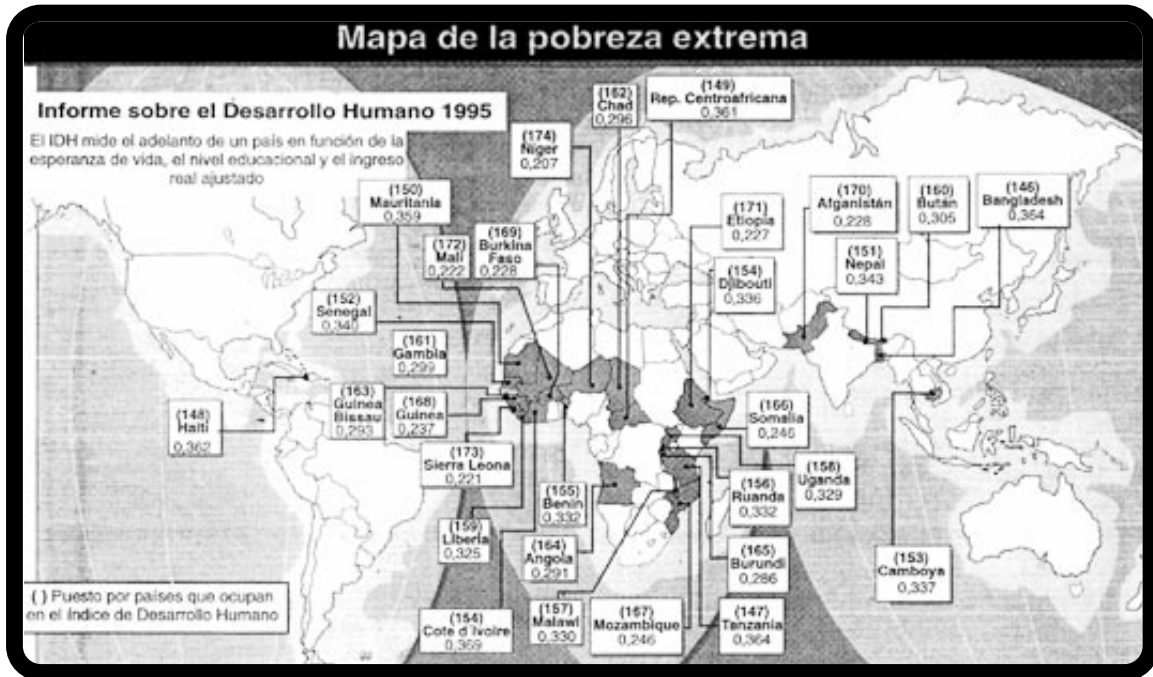 Mapa de la pobreza extrema
Informe sobre el Desarrollo Humano 1995
El IDH mide el adelanto de un país en función de la
esperanza de vida, el nivel educacional y el ingreso
real ajustado
(174)
Níger
0,207
(162)
Chad
0,296
(149)
Rep. Centroafricana
0,361
(150)
Mauritania
0,359
(172)
Malí
0,222
(169)
Burkina
Faso
0,228
(171)
Etiopía
0,227
(154)
Djibouti
0,336
(170)
Afganistán
0,228
(160)
Bután
0,305
(146)
Bangladesh
0,364
(151)
Nepal
0,343
(152)
Senegal
0,340
(161)
Gambia
0,299
(148)
Haití
0,362
(163)
Guinea
Bissau
0,293
(168)
Guinea
0,237
(173)
Sierra Leona
0,221
(166)
Somalia
0,246
(158)
Uganda
0,329
(156)
Ruanda
0,332
(155)
Benin
0,332
(159)
Liberia
0,325
(164)
Angola
0,291
(165)
Burundi
0,286
(153)
Camboya
0,337
(154)
Cote d'Ivoire
0,369
(157)
Malawi
0,330
(167)
Mozambique
0,246
(147)
Tanzania
0,364
( ) Puesto por países que ocupan
en el Índice de Desarrollo Humano